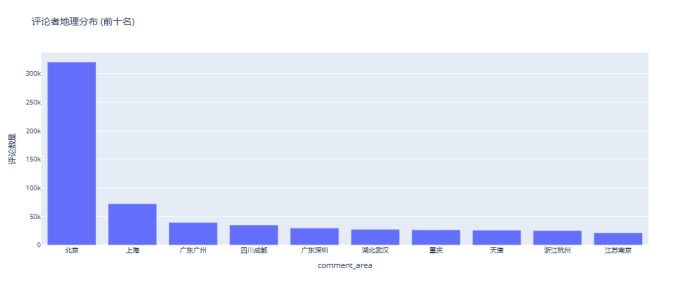 评论者地理分布 (前十名)
评论数量
300k
250k
200k
150k
100k
50k
0
北京 上海 广东广州 四川成都 广东深圳 湖北武汉 重庆 天津 浙江杭州 江苏南京
comment_area